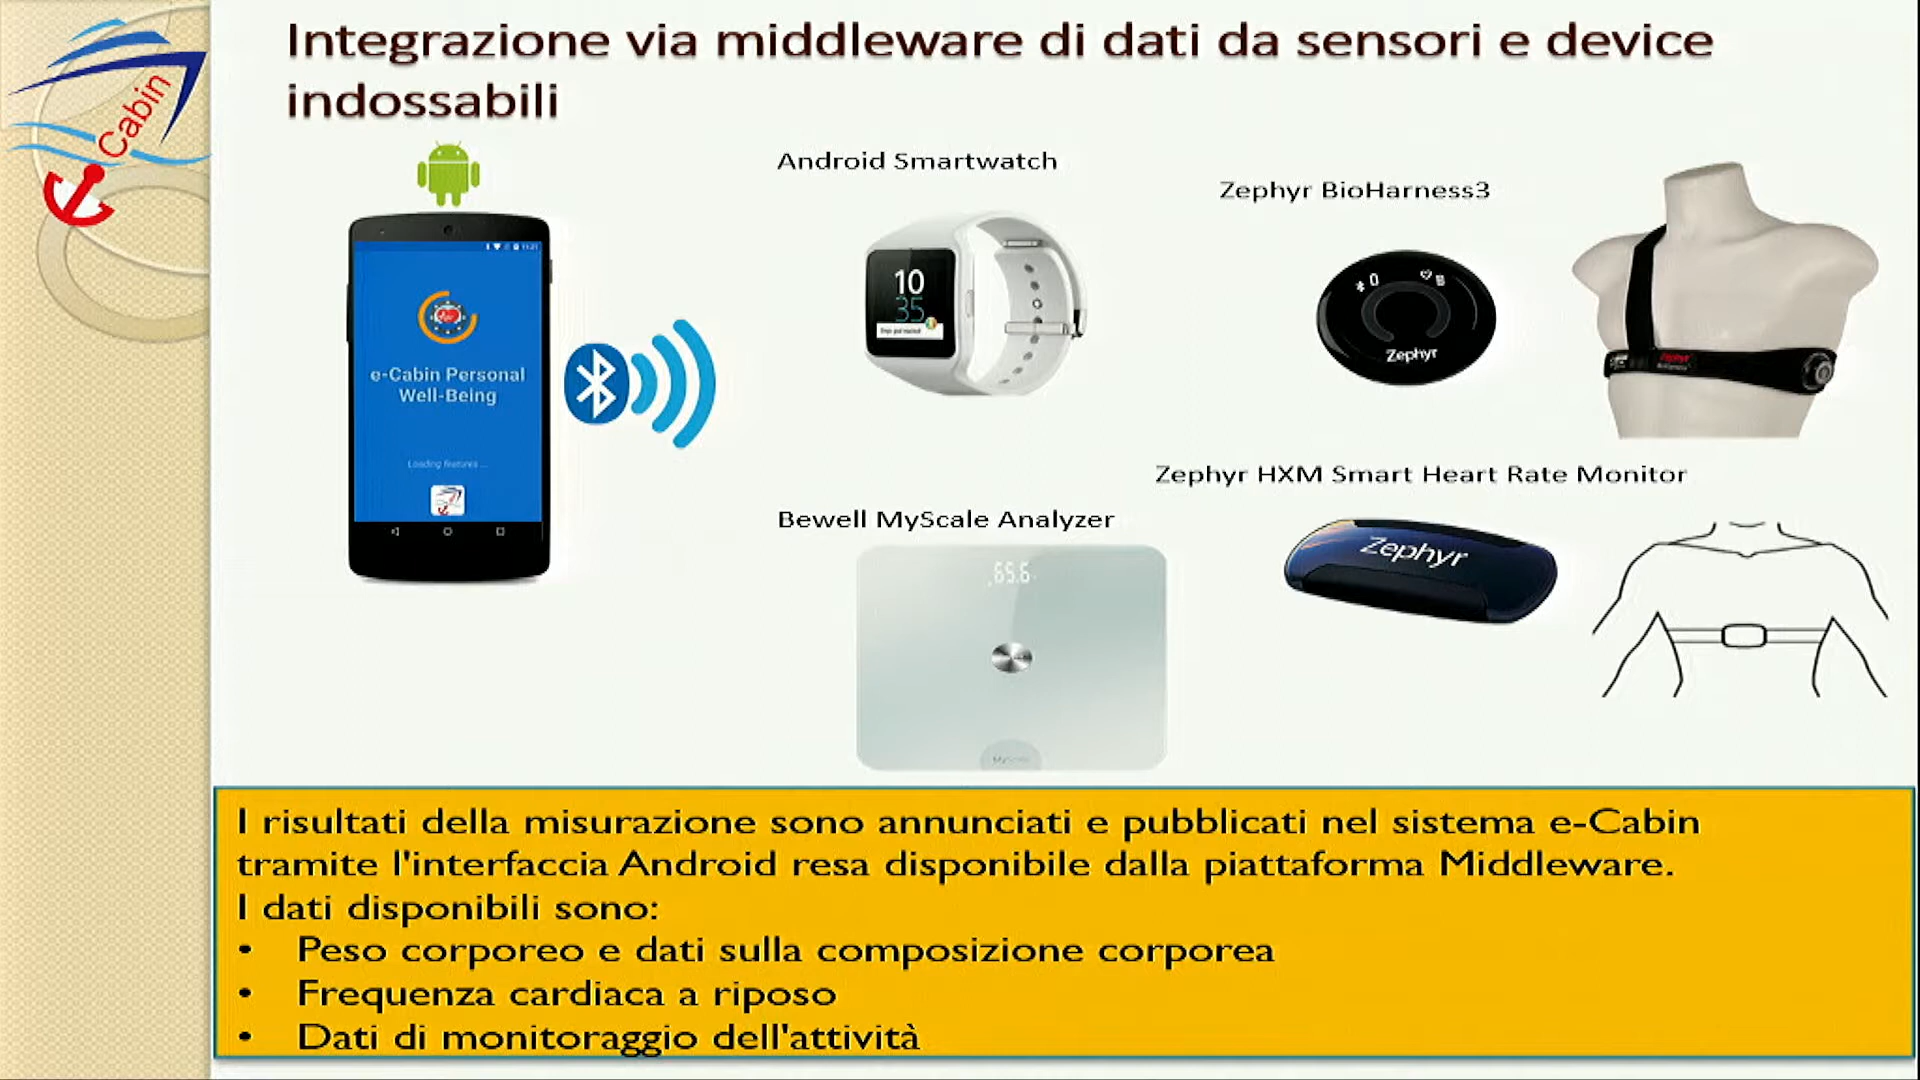 Integrazione via middleware di dati da sensori e device
indossabili
Cabin
Android Smartwatch
Zephyr BioHarness3
10
35
Zephyr
e-Cabin Personal
Well-Being
Loading features ...
Zephyr HXM Smart Heart Rate Monitor
Bewell MyScale Analyzer
Zephyr
65.6
MyScale
I risultati della misurazione sono annunciati e pubblicati nel sistema e-Cabin
tramite l'interfaccia Android resa disponibile dalla piattaforma Middleware.
I dati disponibili sono:
• Peso corporeo e dati sulla composizione corporea
• Frequenza cardiaca a riposo
• Dati di monitoraggio dell'attività